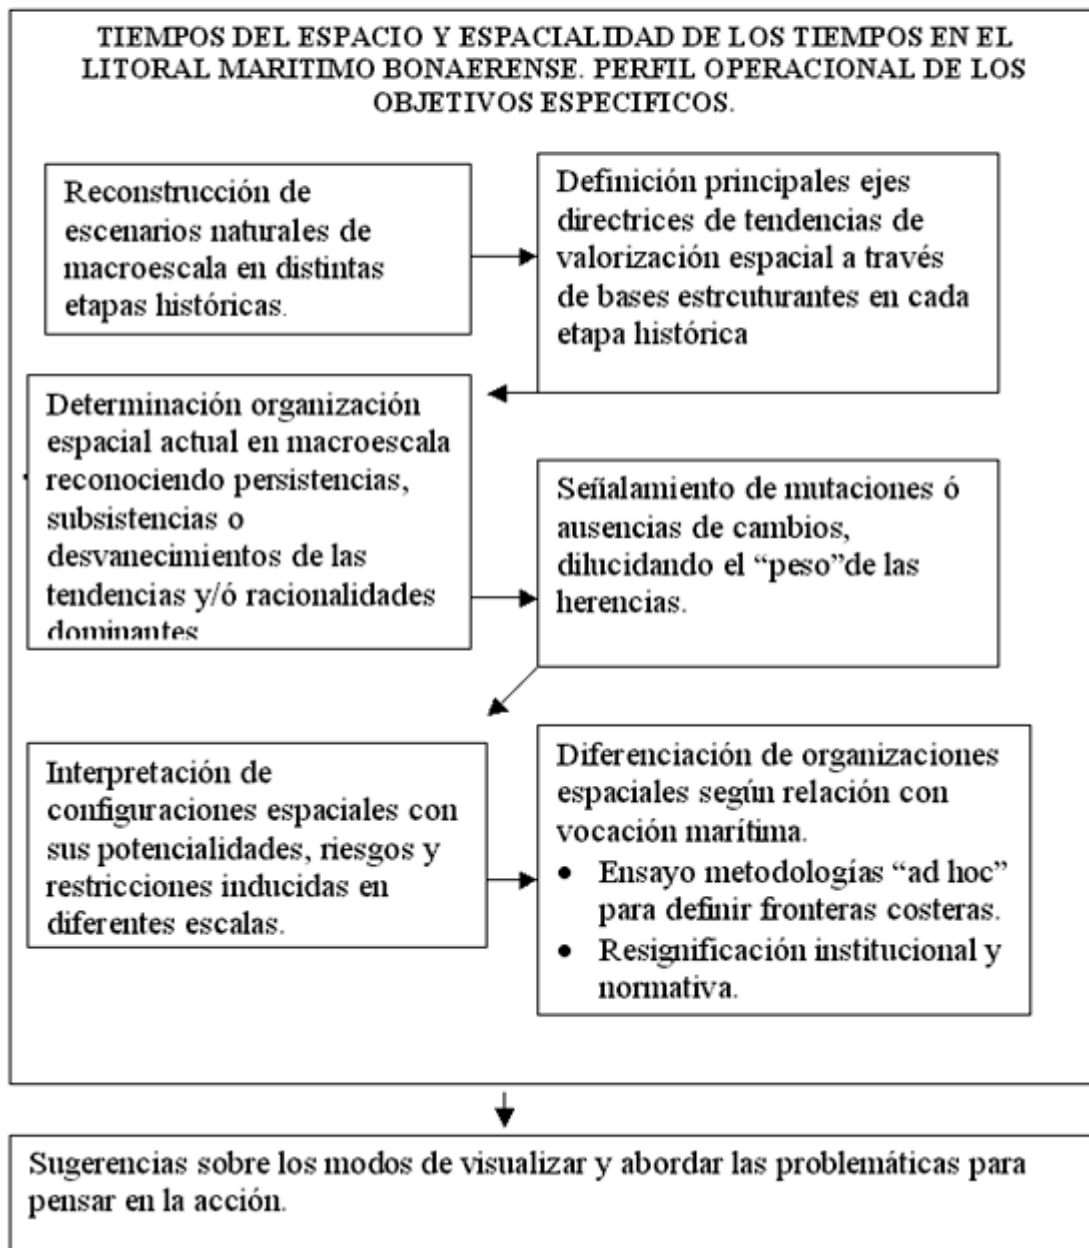 TIEMPOS DEL ESPACIO Y ESPACIALIDAD DE LOS TIEMPOS EN EL
LITORAL MARITIMO BONAERENSE. PERFIL OPERACIONAL DE LOS
OBJETIVOS ESPECIFICOS.
Reconstrucción de
escenarios naturales de
macroescala en distintas
etapas históricas.
Definición principales ejes
directrices de tendencias de
valorización espacial a través
de bases estrcuturantes en cada
etapa histórica
Determinación organización
espacial actual en macroescala
reconociendo persistencias,
subsistencias o
desvanecimientos de las
tendencias y/ó racionalidades
dominantes
Señalamiento de mutaciones ó
ausencias de cambios,
dilucidando el “peso”de las
herencias.
Interpretación de
configuraciones espaciales con
sus potencialidades, riesgos y
restricciones inducidas en
diferentes escalas.
Diferenciación de organizaciones
espaciales según relación con
vocación marítima.
• Ensayo metodologías “ad hoc”
para definir fronteras costeras.
• Resignificación institucional y
normativa.
Sugerencias sobre los modos de visualizar y abordar las problemáticas para
pensar en la acción.